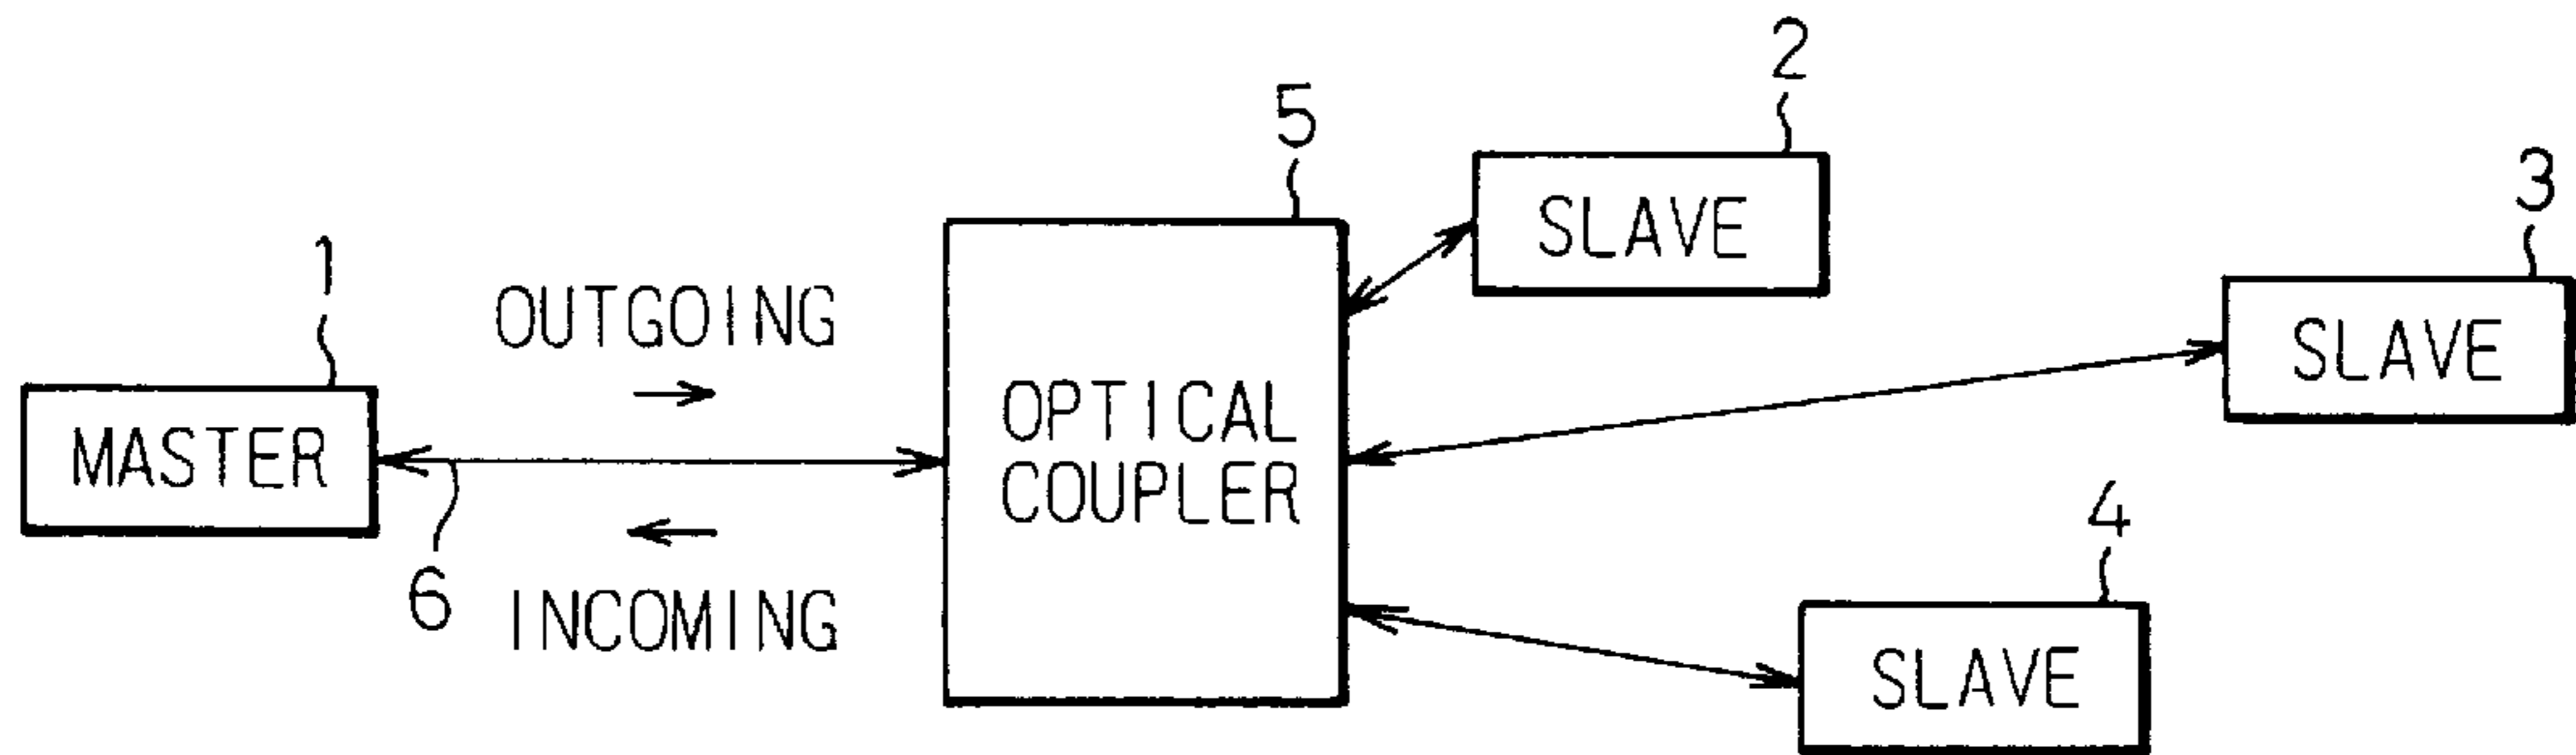 2
5
SLAVE
3
1
OUTGOING
SLAVE
OPTICAL
MASTER
COUPLER
4
6
INCOMING
SLAVE